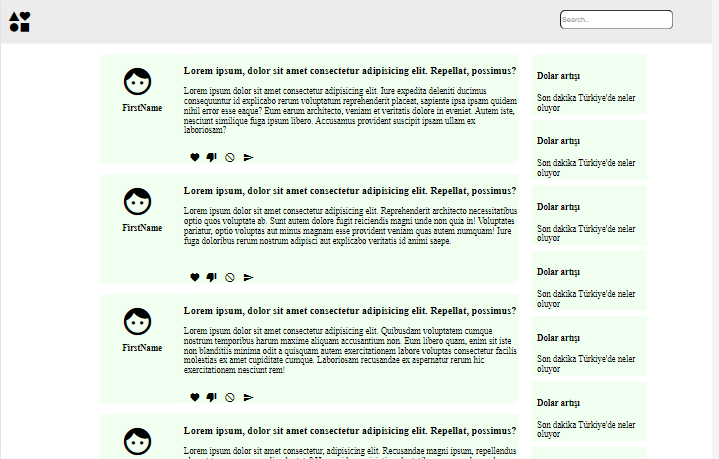 Search..
Lorem ipsum, dolor sit amet consectetur adipisicing elit. Repellat, possimus?
Lorem ipsum dolor sit amet consectetur adipisicing elit. Iure expedita deleniti ducimus
consequuntur id explicabo rerum voluptatum reprehenderit placeat, sapiente ipsa ipsam quidem
nihil error esse eaque? Eum earum architecto, veniam et veritatis dolore in eveniet. Autem iste,
nesciunt similique fuga ipsum libero. Accusamus provident suscipit ipsam ullam ex
laboriosam?
FirstName
Lorem ipsum, dolor sit amet consectetur adipisicing elit. Repellat, possimus?
Lorem ipsum dolor sit amet consectetur adipisicing elit. Reprehenderit architecto necessitatibus
optio quos voluptate ab. Sunt autem dolore fugit reiciendis magni unde non quia in! Voluptates
pariatur, optio voluptas aut minus magnam esse provident veniam quas autem numquam! Iure
fuga doloribus rerum nostrum adipisci aut explicabo veritatis id animi saepe.
FirstName
Lorem ipsum, dolor sit amet consectetur adipisicing elit. Repellat, possimus?
Lorem ipsum dolor sit amet consectetur adipisicing elit. Quibusdam voluptatem cumque
nostrum temporibus harum maxime aliquam accusantium non. Eum libero quam, enim sit iste
non blanditiis minima odit a quisquam autem exercitationem labore voluptas consectetur facilis
molestias ex amet cupiditate cumque. Laboriosam recusandae ex aspernatur rerum hic
exercitationem nesciunt rem!
FirstName
Lorem ipsum, dolor sit amet consectetur adipisicing elit. Repellat, possimus?
Lorem ipsum dolor sit amet consectetur, adipisicing elit. Recusandae magni ipsum, repellendus
Dolar artışı
Son dakika Türkiye'de neler
oluyor
Dolar artışı
Son dakika Türkiye'de neler
oluyor
Dolar artışı
Son dakika Türkiye'de neler
oluyor
Dolar artışı
Son dakika Türkiye'de neler
oluyor
Dolar artışı
Son dakika Türkiye'de neler
oluyor
Dolar artışı
Son dakika Türkiye'de neler
oluyor